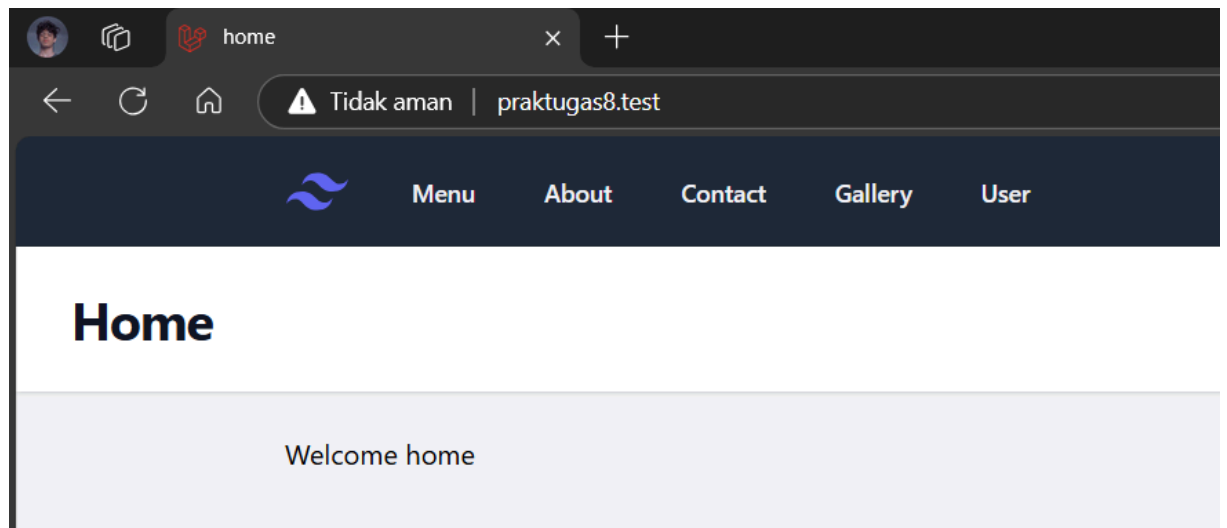 home
Tidak aman | praktugas8.test
Menu About Contact Gallery User
Home
Welcome home